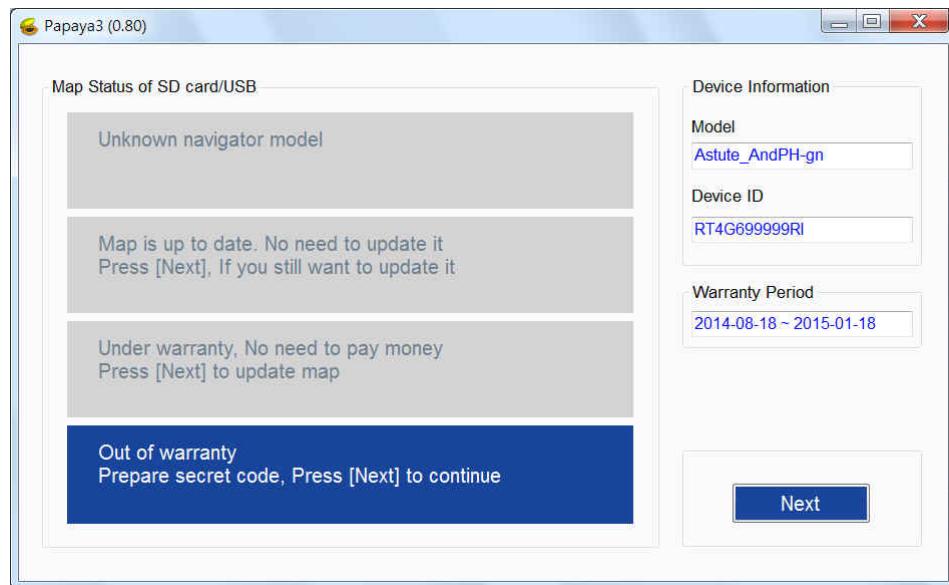 Papaya3 (0.80)
Map Status of SD card/USB
Unknown navigator model
Map is up to date. No need to update it
Press [Next], If you still want to update it
Under warranty, No need to pay money
Press [Next] to update map
Out of warranty
Prepare secret code, Press [Next] to continue
Device Information
Model
Astute_AndPH-gn
Device ID
RT4G699999RI
Warranty Period
2014-08-18 ~ 2015-01-18
Next